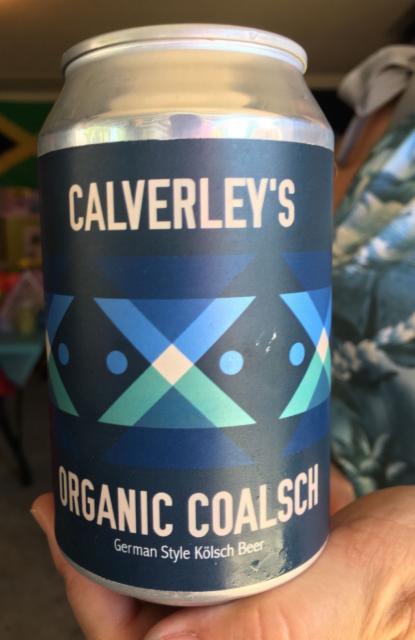 CALVERLEY'S
ORGANIC COALSCH
German Style Kölsch Beer